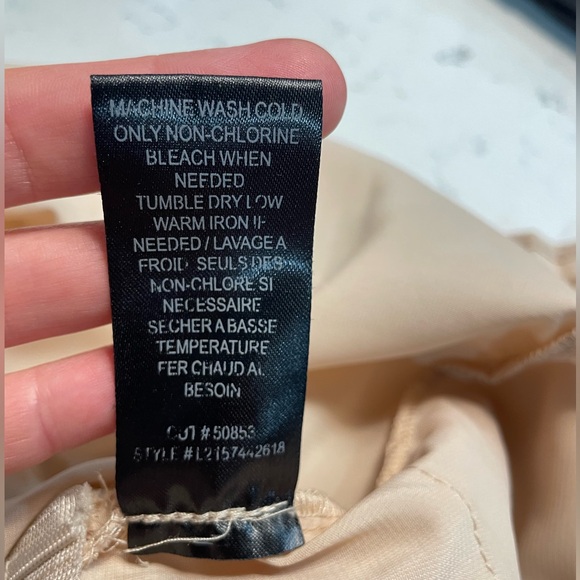 MACHINE WASH COLD
ONLY NON-CHLORINE
BLEACH WHEN
NEEDED
TUMBLE DRY LOW
WARM IRON IF
NEEDED / LAVAGE A
FROID SEULS DES
NON-CHLORE SI
NECESSAIRE
SECHER A BASSE
TEMPERATURE
FER CHAUD AU
BESOIN
CUT # 50853
STYLE # L2157442618